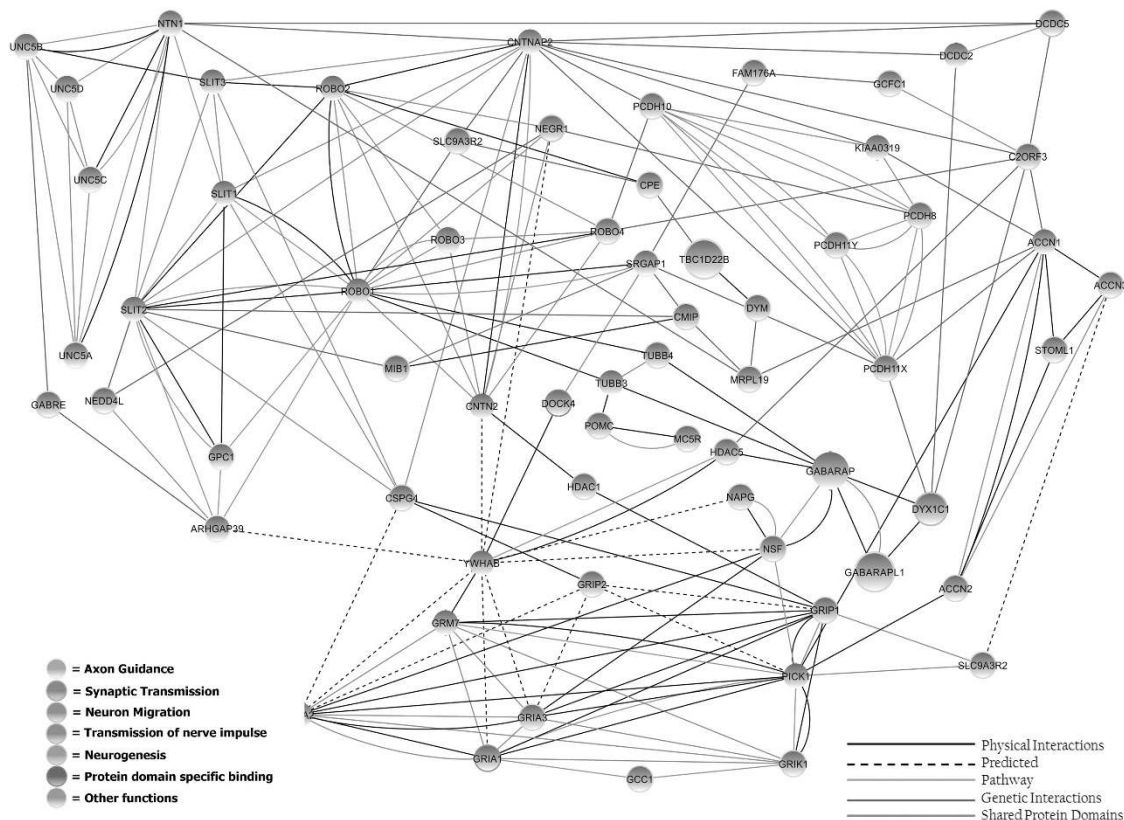 NTN1
DCDC5
UNC5B
CNTNAP2
DCDC2
FAM176A
GCFC1
UNC5D
SLIT3
ROBO2
PCDH10
NEGR1
SLC9A3R2
KIAA0319
C2ORF3
UNC5C
SLIT1
CPE
PCDH8
ROBO3
ROBO4
PCDH11Y
ACCN1
TBC1D22B
SRGAP1
ROBO1
ACCN3
SLIT2
CMIP
DYM
UNC5A
MIB1
TUBB4
MRPL19
PCDH11X
STOML1
TUBB3
GABRE
NEDD4L
CNTN2
DOCK4
POMC
MC5R
GPC1
HDAC5
GABARAP
CSPG4
HDAC1
NAPG
DYX1C1
ARHGAP39
YWHAB
NSF
GABARAPL1
GRIP2
ACCN2
GRM7
GRIP1
PICK1
SLC9A3R2
GRIA3
GRIA1
GCC1
GRIK1
= Axon Guidance
= Synaptic Transmission
= Neuron Migration
= Transmission of nerve impulse
= Neurogenesis
= Protein domain specific binding
= Other functions
Physical Interactions
Predicted
Pathway
Genetic Interactions
Shared Protein Domains